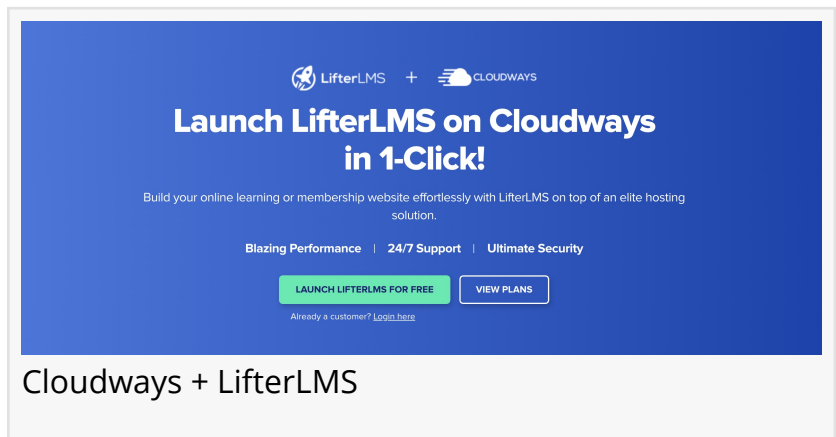 LifterLMS + CLOUDWAYS
Launch LifterLMS on Cloudways
in 1-Click!
Build your online learning or membership website effortlessly with LifterLMS on top of an elite hosting
solution.
Blazing Performance | 24/7 Support | Ultimate Security
LAUNCH LIFTERLMS FOR FREE VIEW PLANS
Already a customer? Login here
Cloudways + LifterLMS